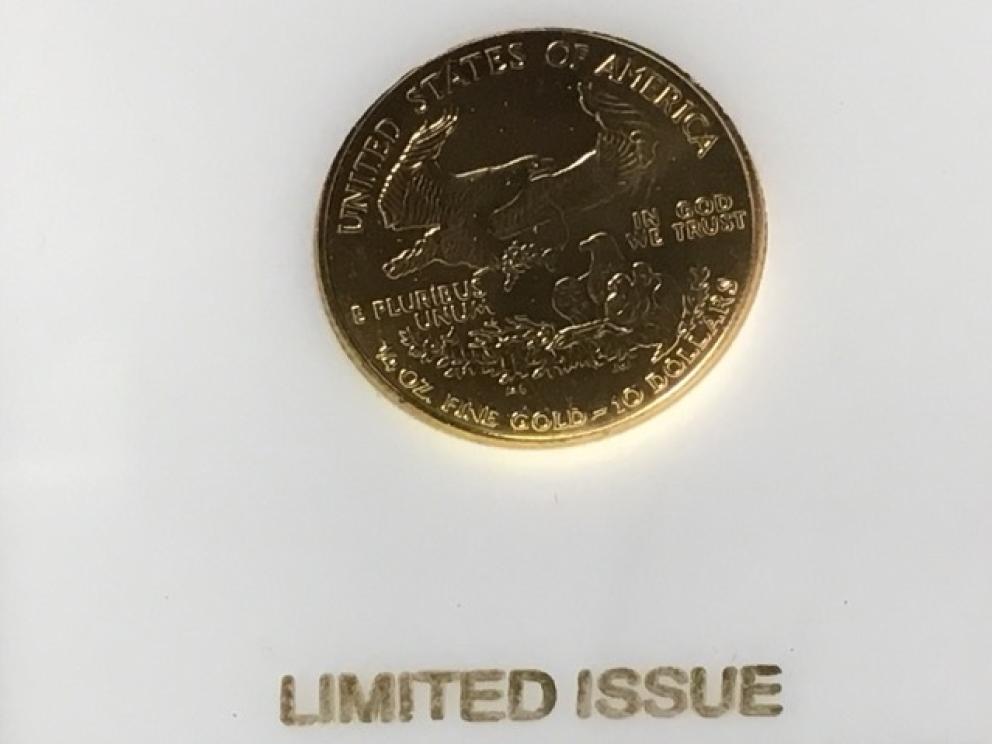 UNITED STATES OF AMERICA
IN GOD
WE TRUST
E PLURIBUS
UNUM
1/4 OZ. FINE GOLD~10 DOLLARS
LIMITED ISSUE